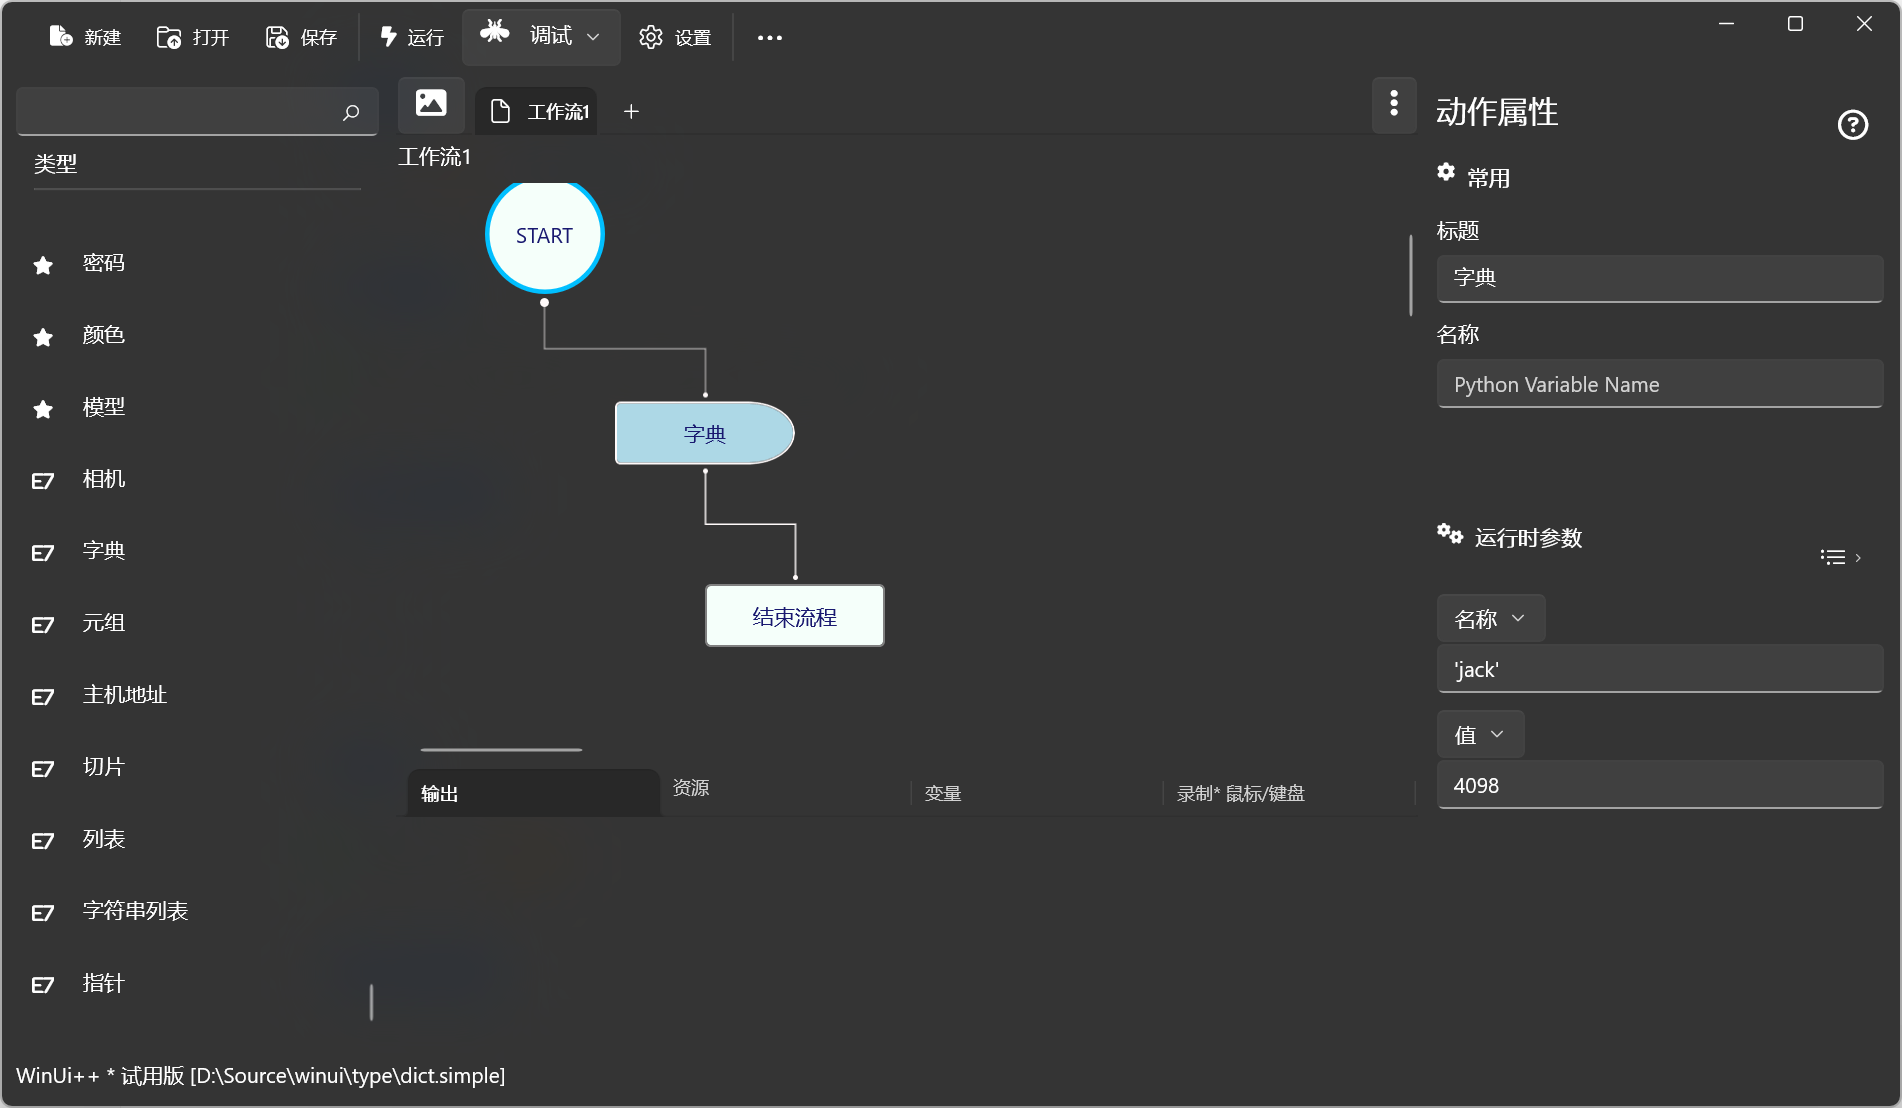 新建
打开
保存
运行
调试
设置
类型
密码
颜色
模型
相机
字典
元组
主机地址
切片
列表
字符串列表
指针
工作流1
工作流1
START
字典
结束流程
输出
资源
变量
录制* 鼠标/键盘
动作属性
常用
标题
字典
名称
Python Variable Name
运行时参数
名称
'jack'
值
4098
WinUi++ * 试用版 [D:\Source\winui\type\dict.simple]